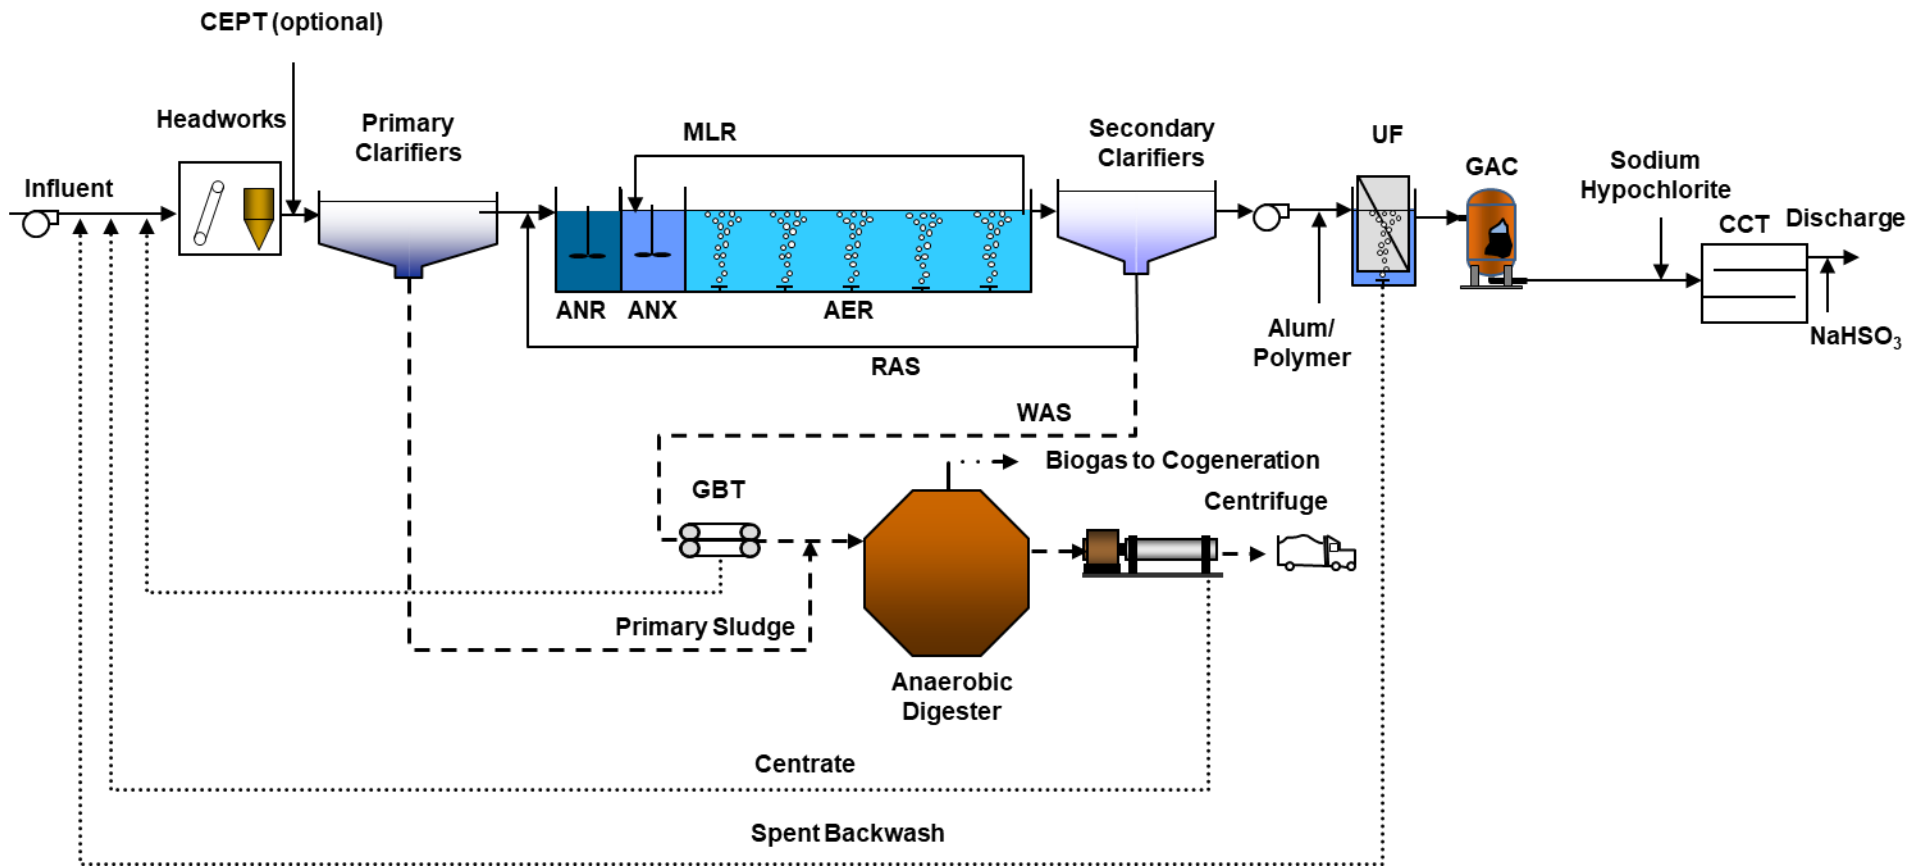 CEPT (optional)
Headworks
Primary
Clarifiers
MLR
Secondary
Clarifiers
UF
GAC
Sodium
Hypochlorite
Influent
CCT
Discharge
ANR
ANX
AER
Alum/
Polymer
NaHSO₃
RAS
WAS
Biogas to Cogeneration
GBT
Centrifuge
Primary Sludge
Anaerobic
Digester
Centrate
Spent Backwash